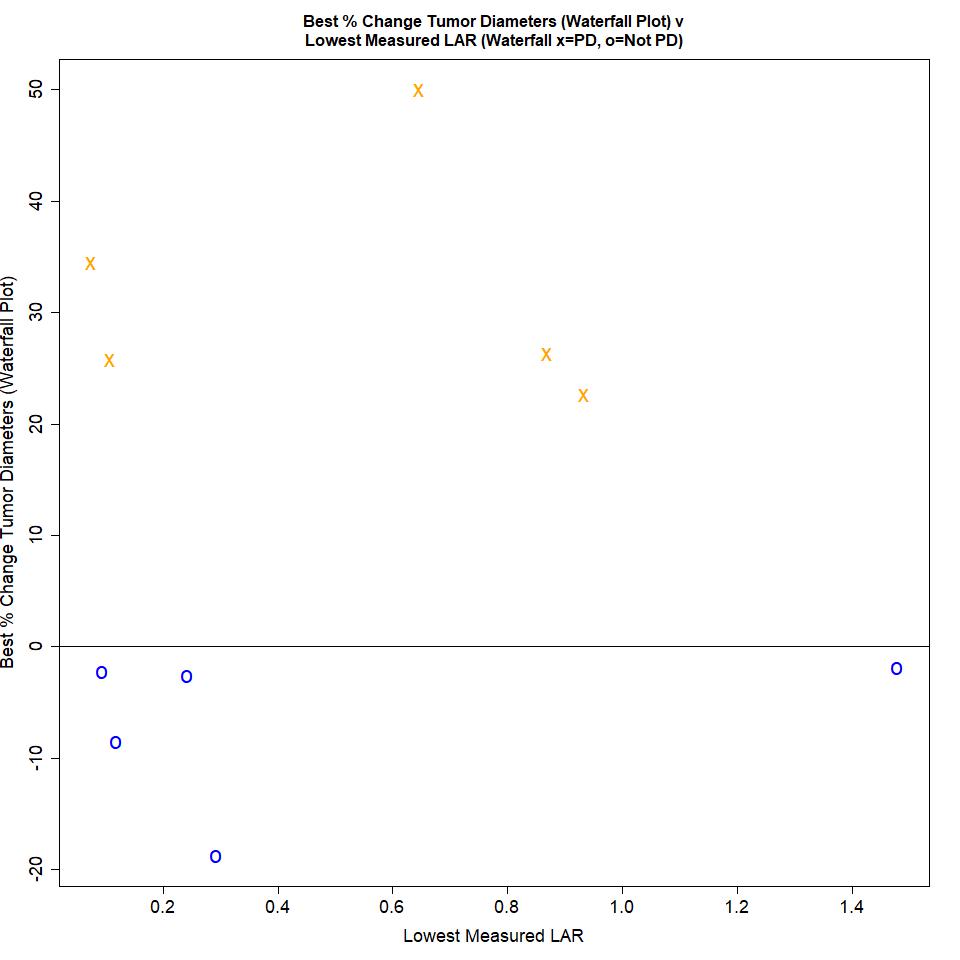 Best % Change Tumor Diameters (Waterfall Plot) v
Lowest Measured LAR (Waterfall x=PD, o=Not PD)
Best % Change Tumor Diameters (Waterfall Plot)
50
40
30
20
10
0
-10
-20
X
X
X
X
X
O
O
O
O
O
0.2 0.4 0.6 0.8 1.0 1.2 1.4
Lowest Measured LAR